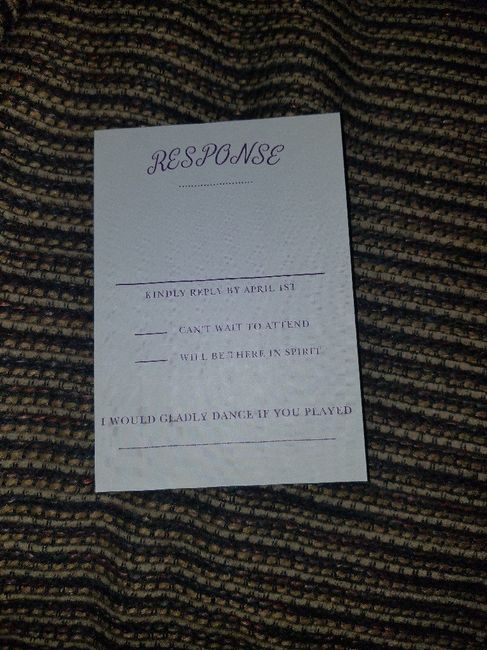 RESPONSE
KINDLY REPLY BY APRIL 1ST
CAN'T WAIT TO ATTEND
WILL BE THERE IN SPIRIT
I WOULD GLADLY DANCE IF YOU PLAYED